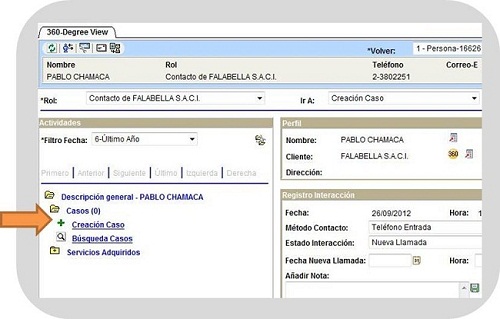 360-Degree View
*Volver: 1 - Persona-16626
Nombre Rol Teléfono Correo-E
PABLO CHAMACA Contacto de FALABELLA S.A.C.I. 2-3802251
*Rol: Contacto de FALABELLA S.A.C.I. Ir A: Creación Caso
Actividades
*Filtro Fecha: 6-Último Año
Primero | Anterior | Siguiente | Último | Izquierda | Derecha
Descripción general - PABLO CHAMACA
Casos (0)
Creación Caso
Búsqueda Casos
Servicios Adquiridos
Perfil
Nombre: PABLO CHAMACA
Cliente: FALABELLA S.A.C.I. 360
Dirección:
Registro Interacción
Fecha: 26/09/2012 Hora: 1
Método Contacto: Teléfono Entrada
Estado Interacción: Nueva Llamada
Fecha Nueva Llamada: Hora:
Añadir Nota: